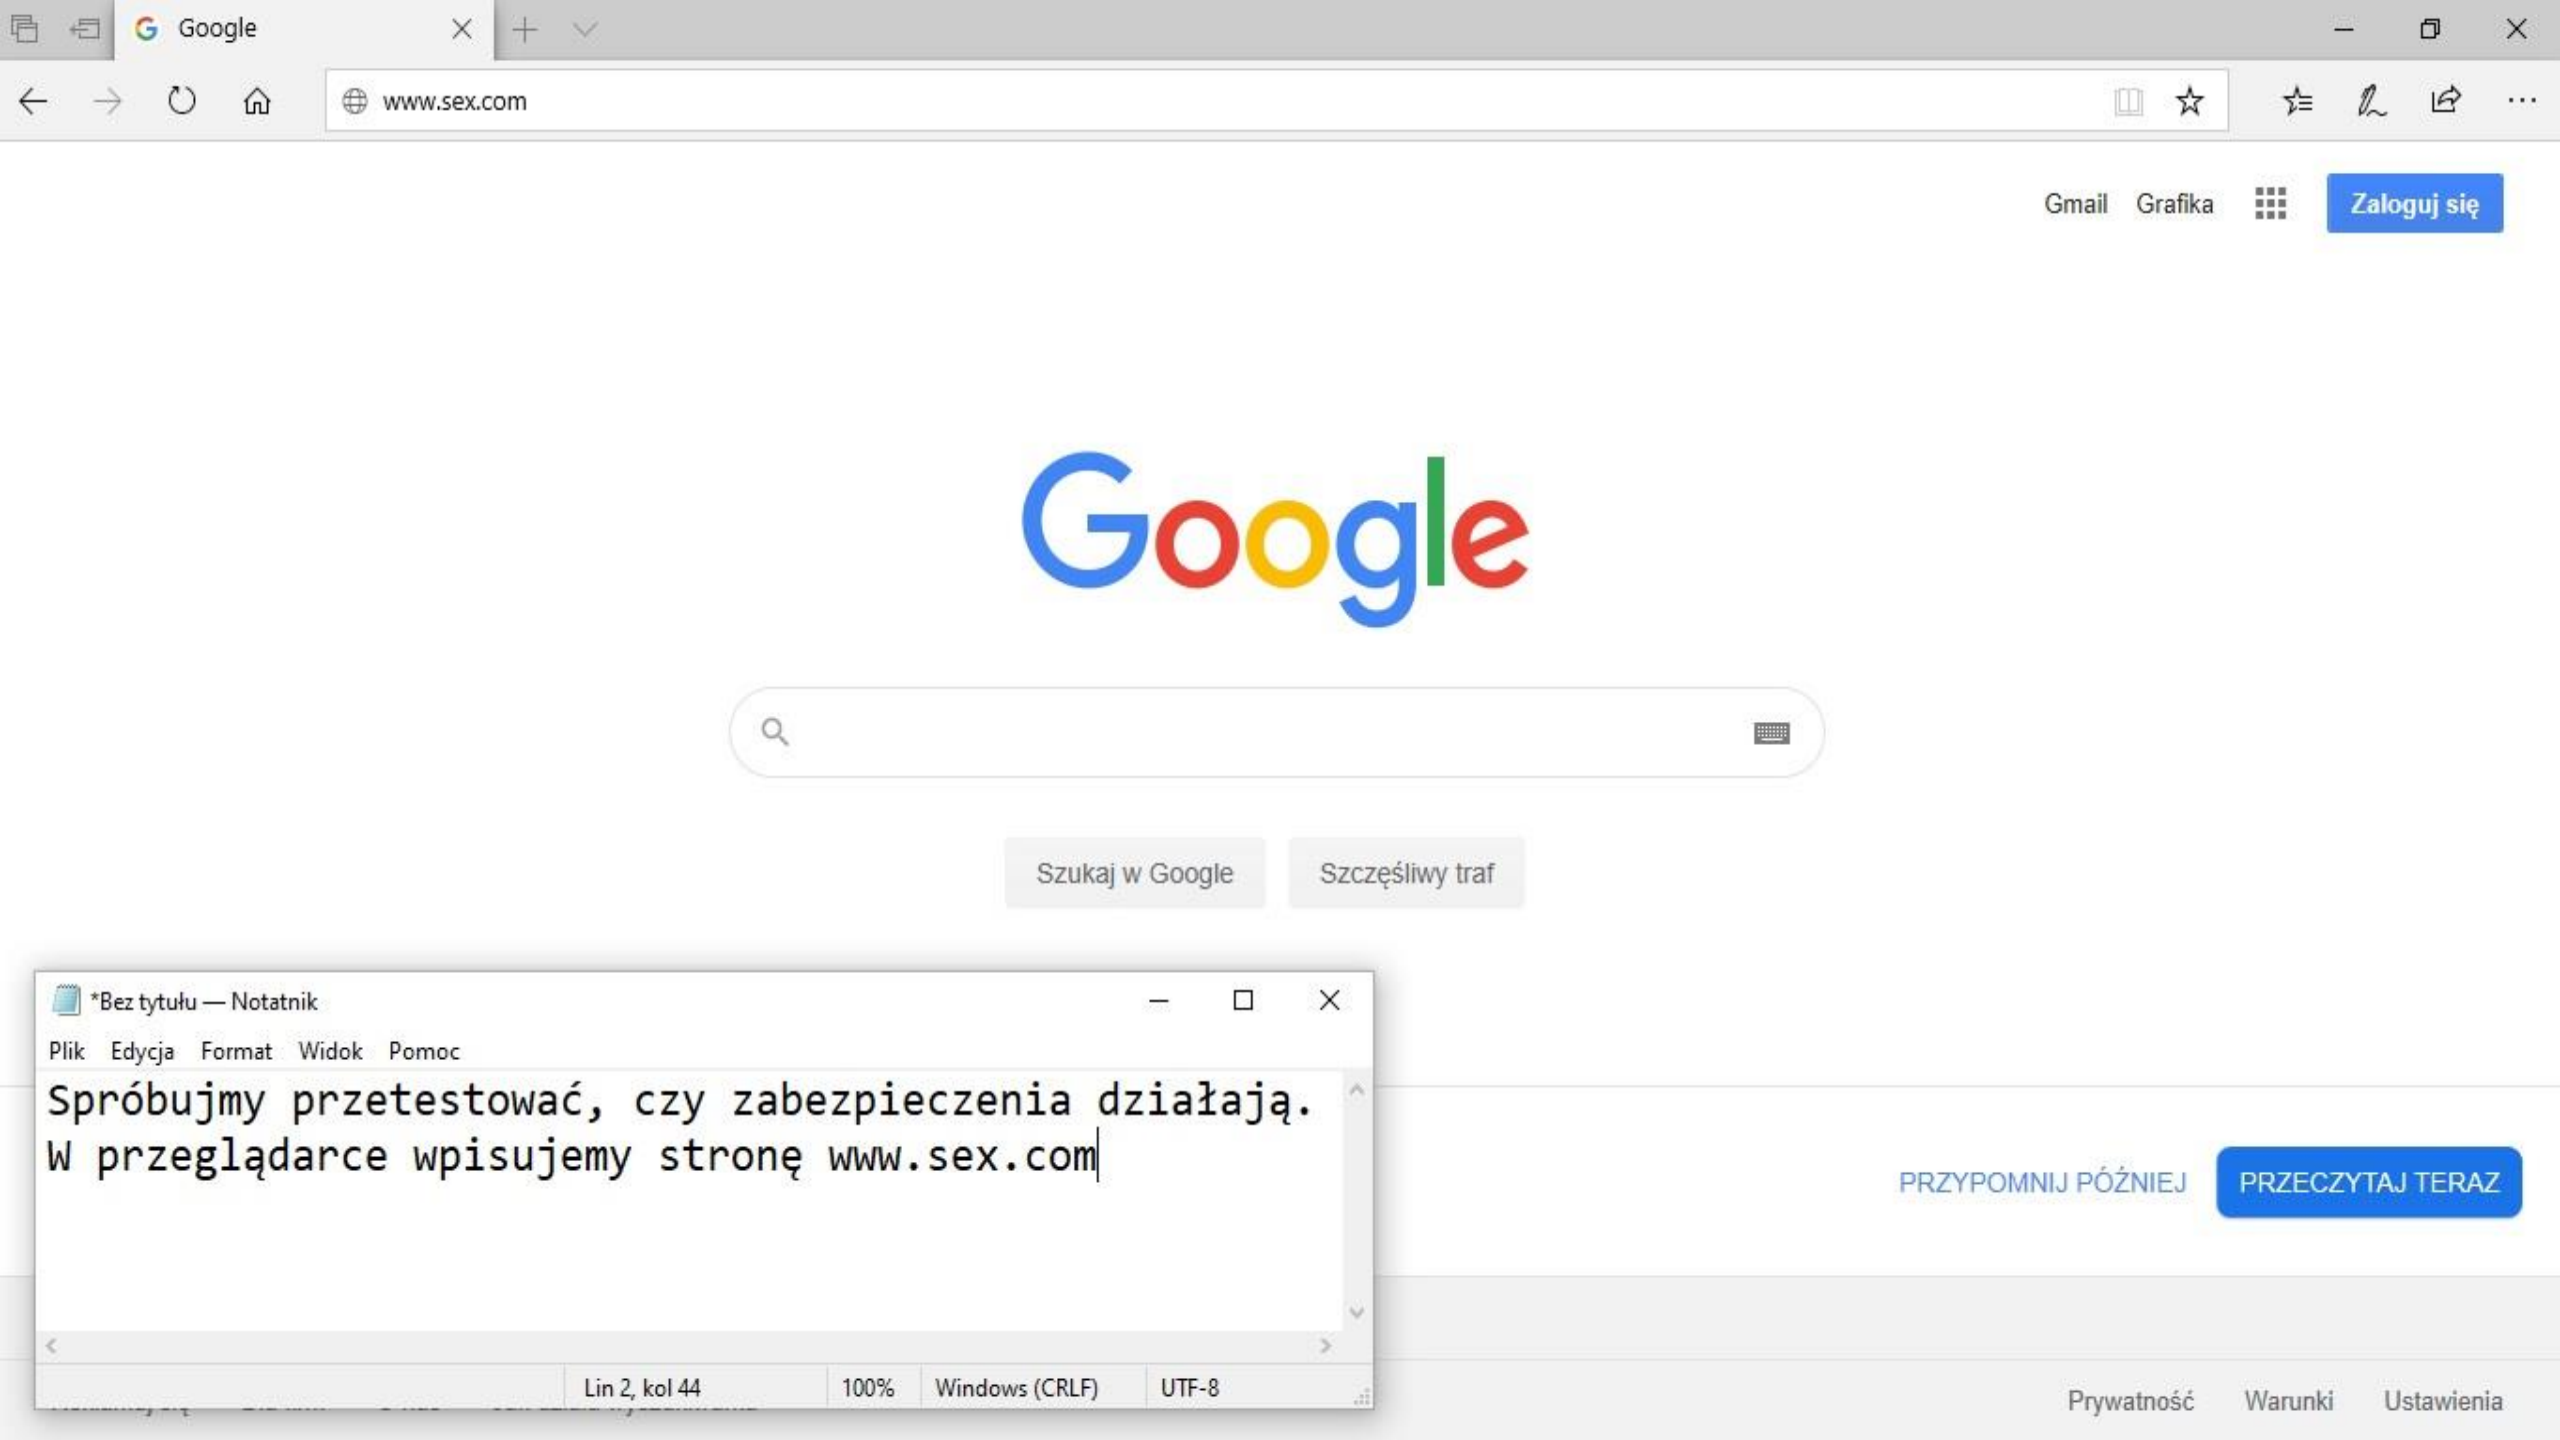 Google
www.sex.com
Gmail Grafika Zaloguj się
Google
Szukaj w Google Szczęśliwy traf
*Bez tytułu — Notatnik
Plik Edycja Format Widok Pomoc
Spróbujmy przetestować, czy zabezpieczenia działają.
W przeglądarce wpisujemy stronę www.sex.com
PRZYPOMNIJ PÓŹNIEJ PRZECZYTAJ TERAZ
Lin 2, kol 44 100% Windows (CRLF) UTF-8
Prywatność Warunki Ustawienia